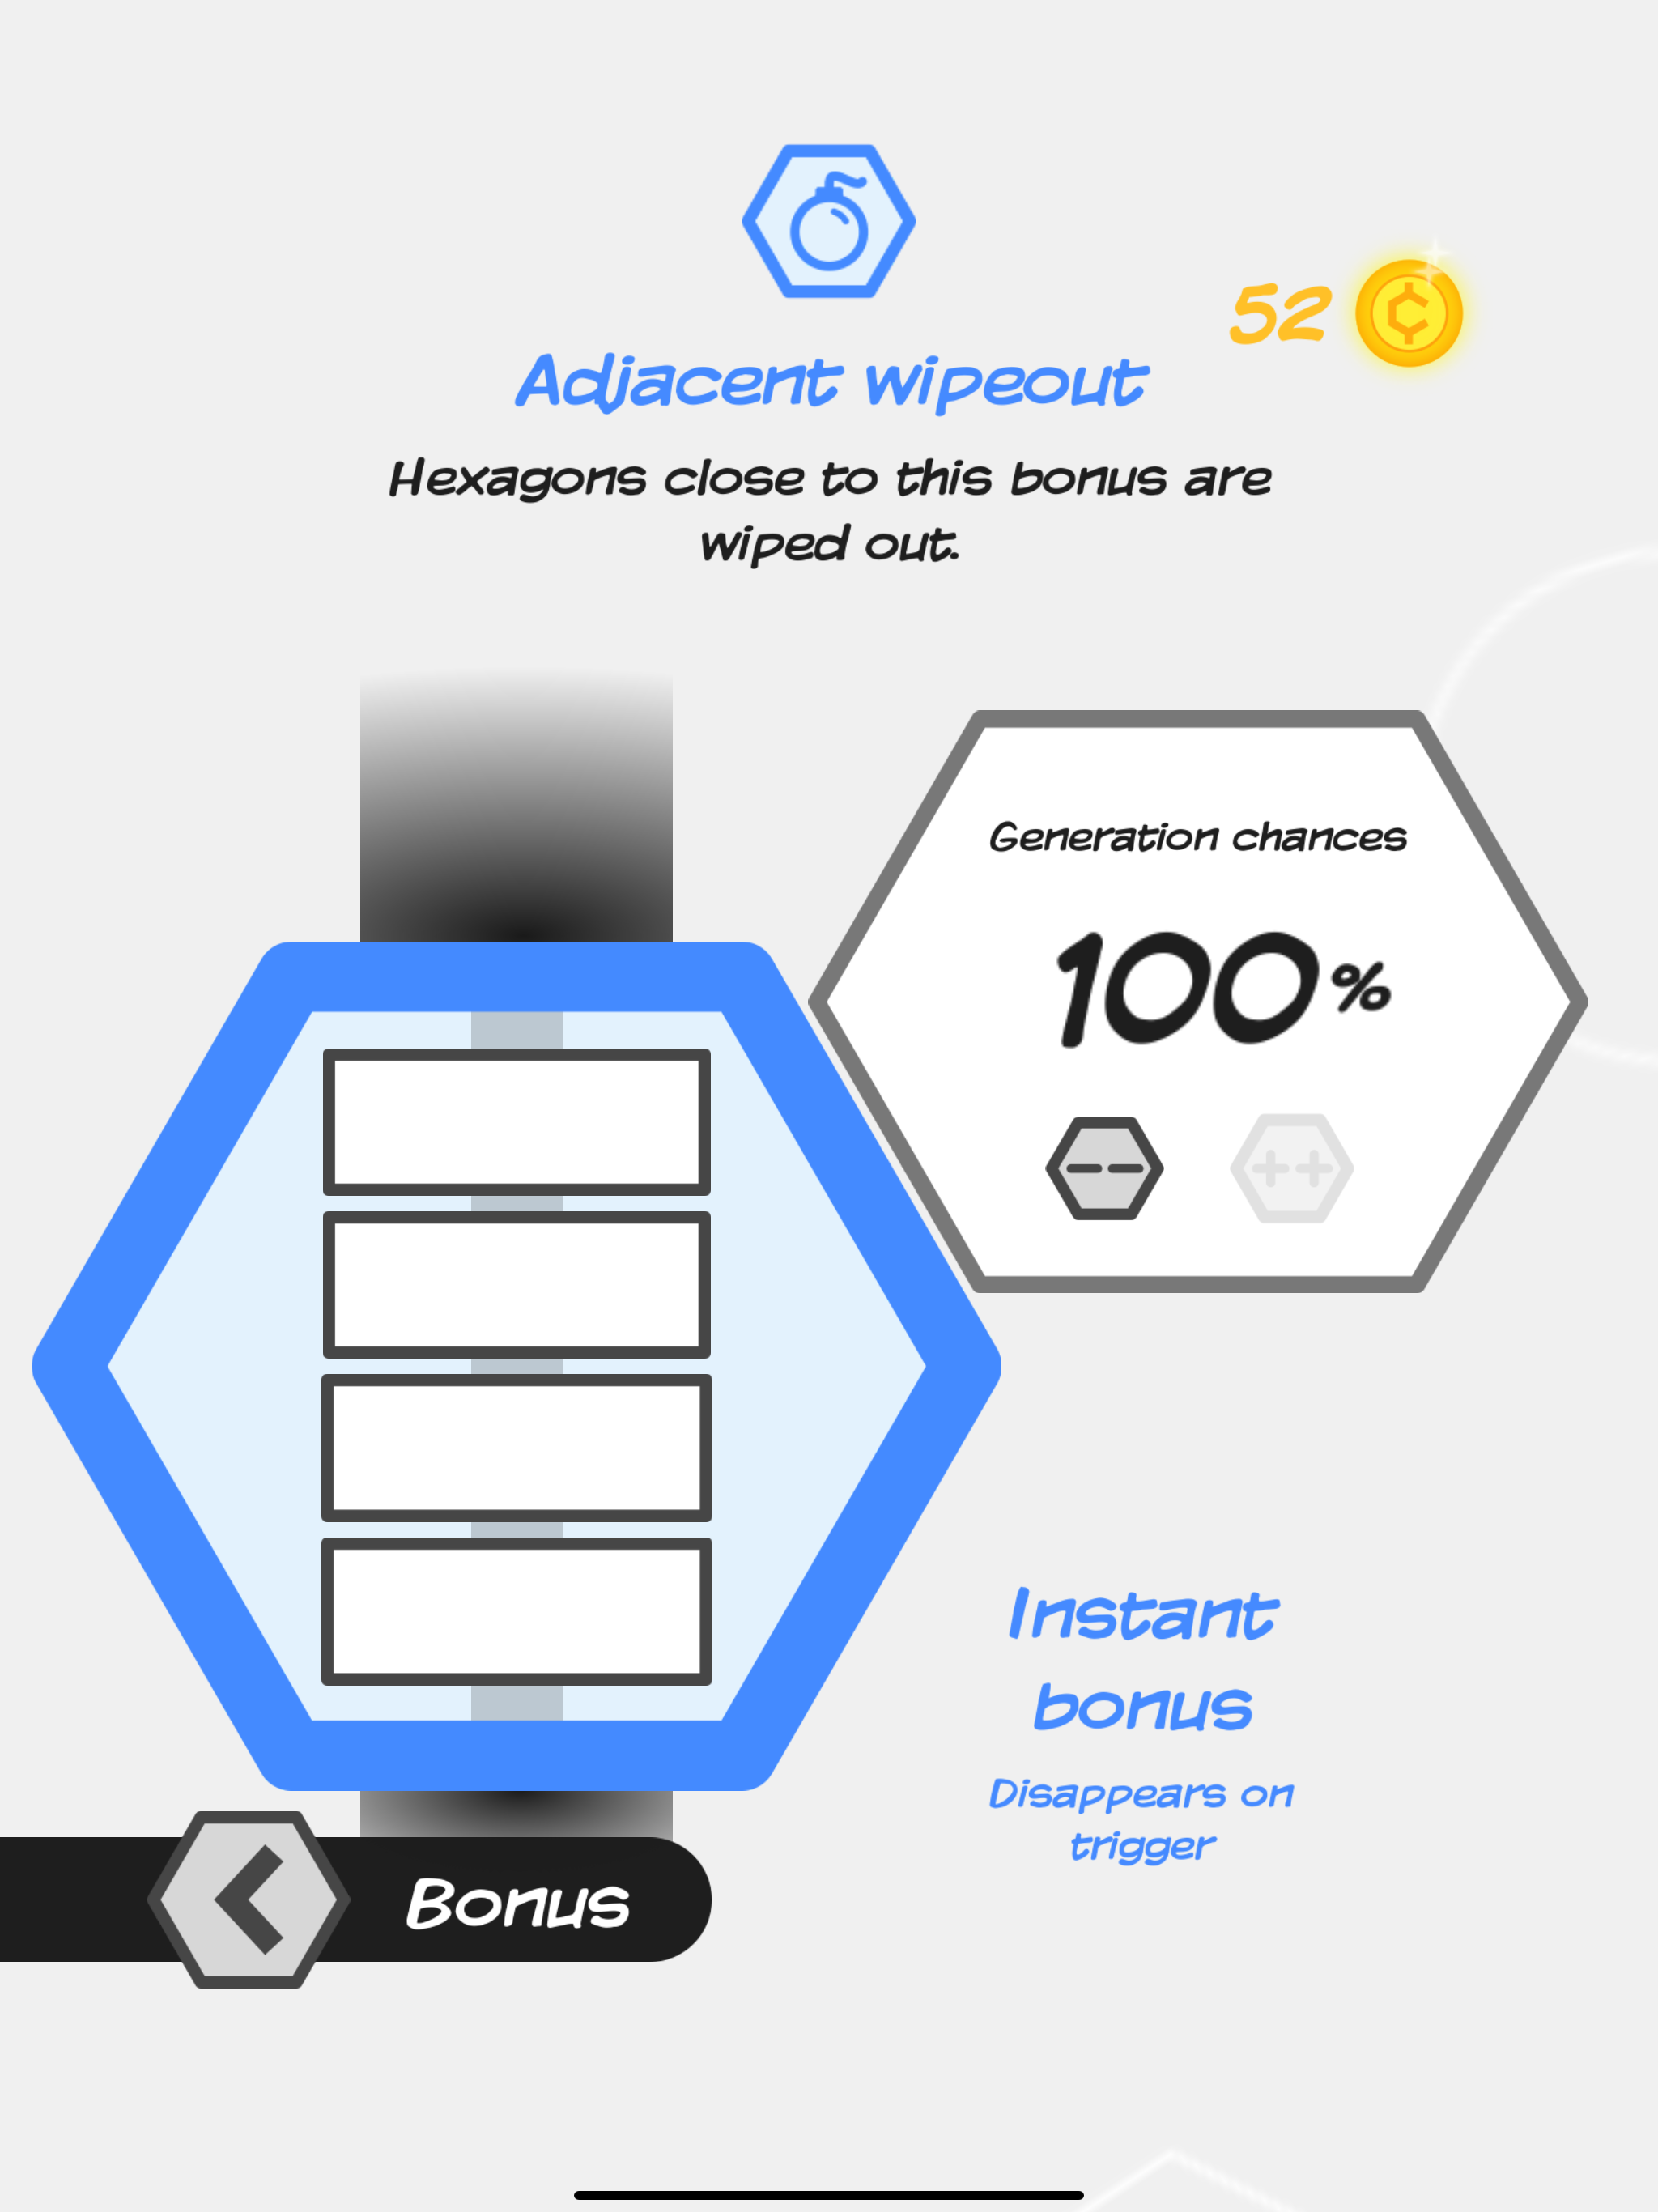 52
Adjacent wipeout
Hexagons close to this bonus are
wiped out.
Generation chances
100%
-- ++
Instant
bonus
Disappears on
trigger
Bonus